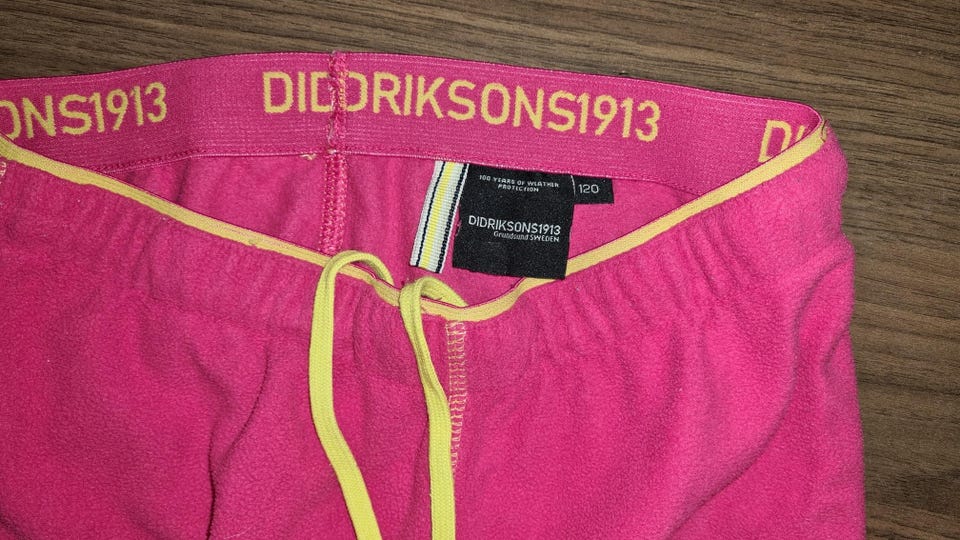 ONS1913
DIDDRIKSONS1913
DI
100 YEARS OF WEATHER
PROTECTION
120
DIDRIKSONS1913
Grundsund SWEDEN